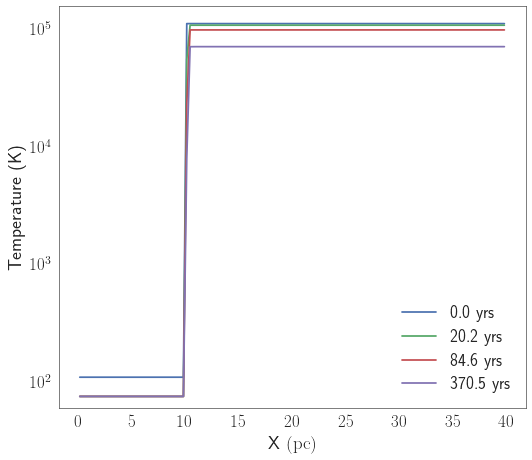 10^5
10^4
10^3
10^2
Temperature (K)
0.0 yrs
20.2 yrs
84.6 yrs
370.5 yrs
0 5 10 15 20 25 30 35 40
X (pc)